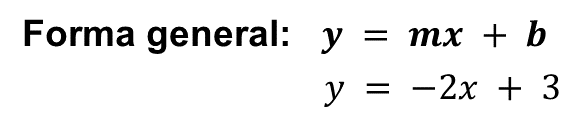 Forma general: y = mx + b
y = −2x + 3